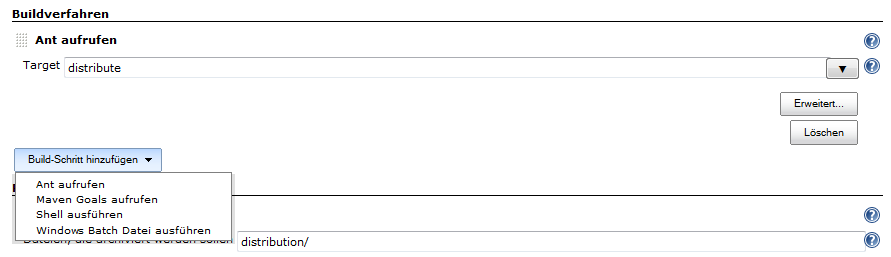 Buildverfahren
Ant aufrufen
Target distribute
Erweitert...
Löschen
Build-Schritt hinzufügen
Ant aufrufen
Maven Goals aufrufen
Shell ausführen
Windows Batch Datei ausführen
Dateien, die archiviert werden sollen distribution/